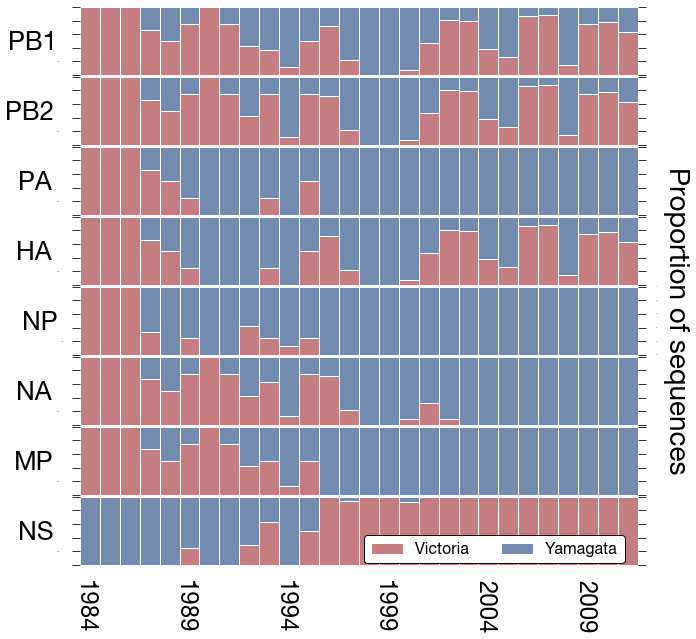 PB1
PB2
PA
HA
NP
NA
MP
NS
Proportion of sequences
Victoria
Yamagata
1984
1989
1994
1999
2004
2009